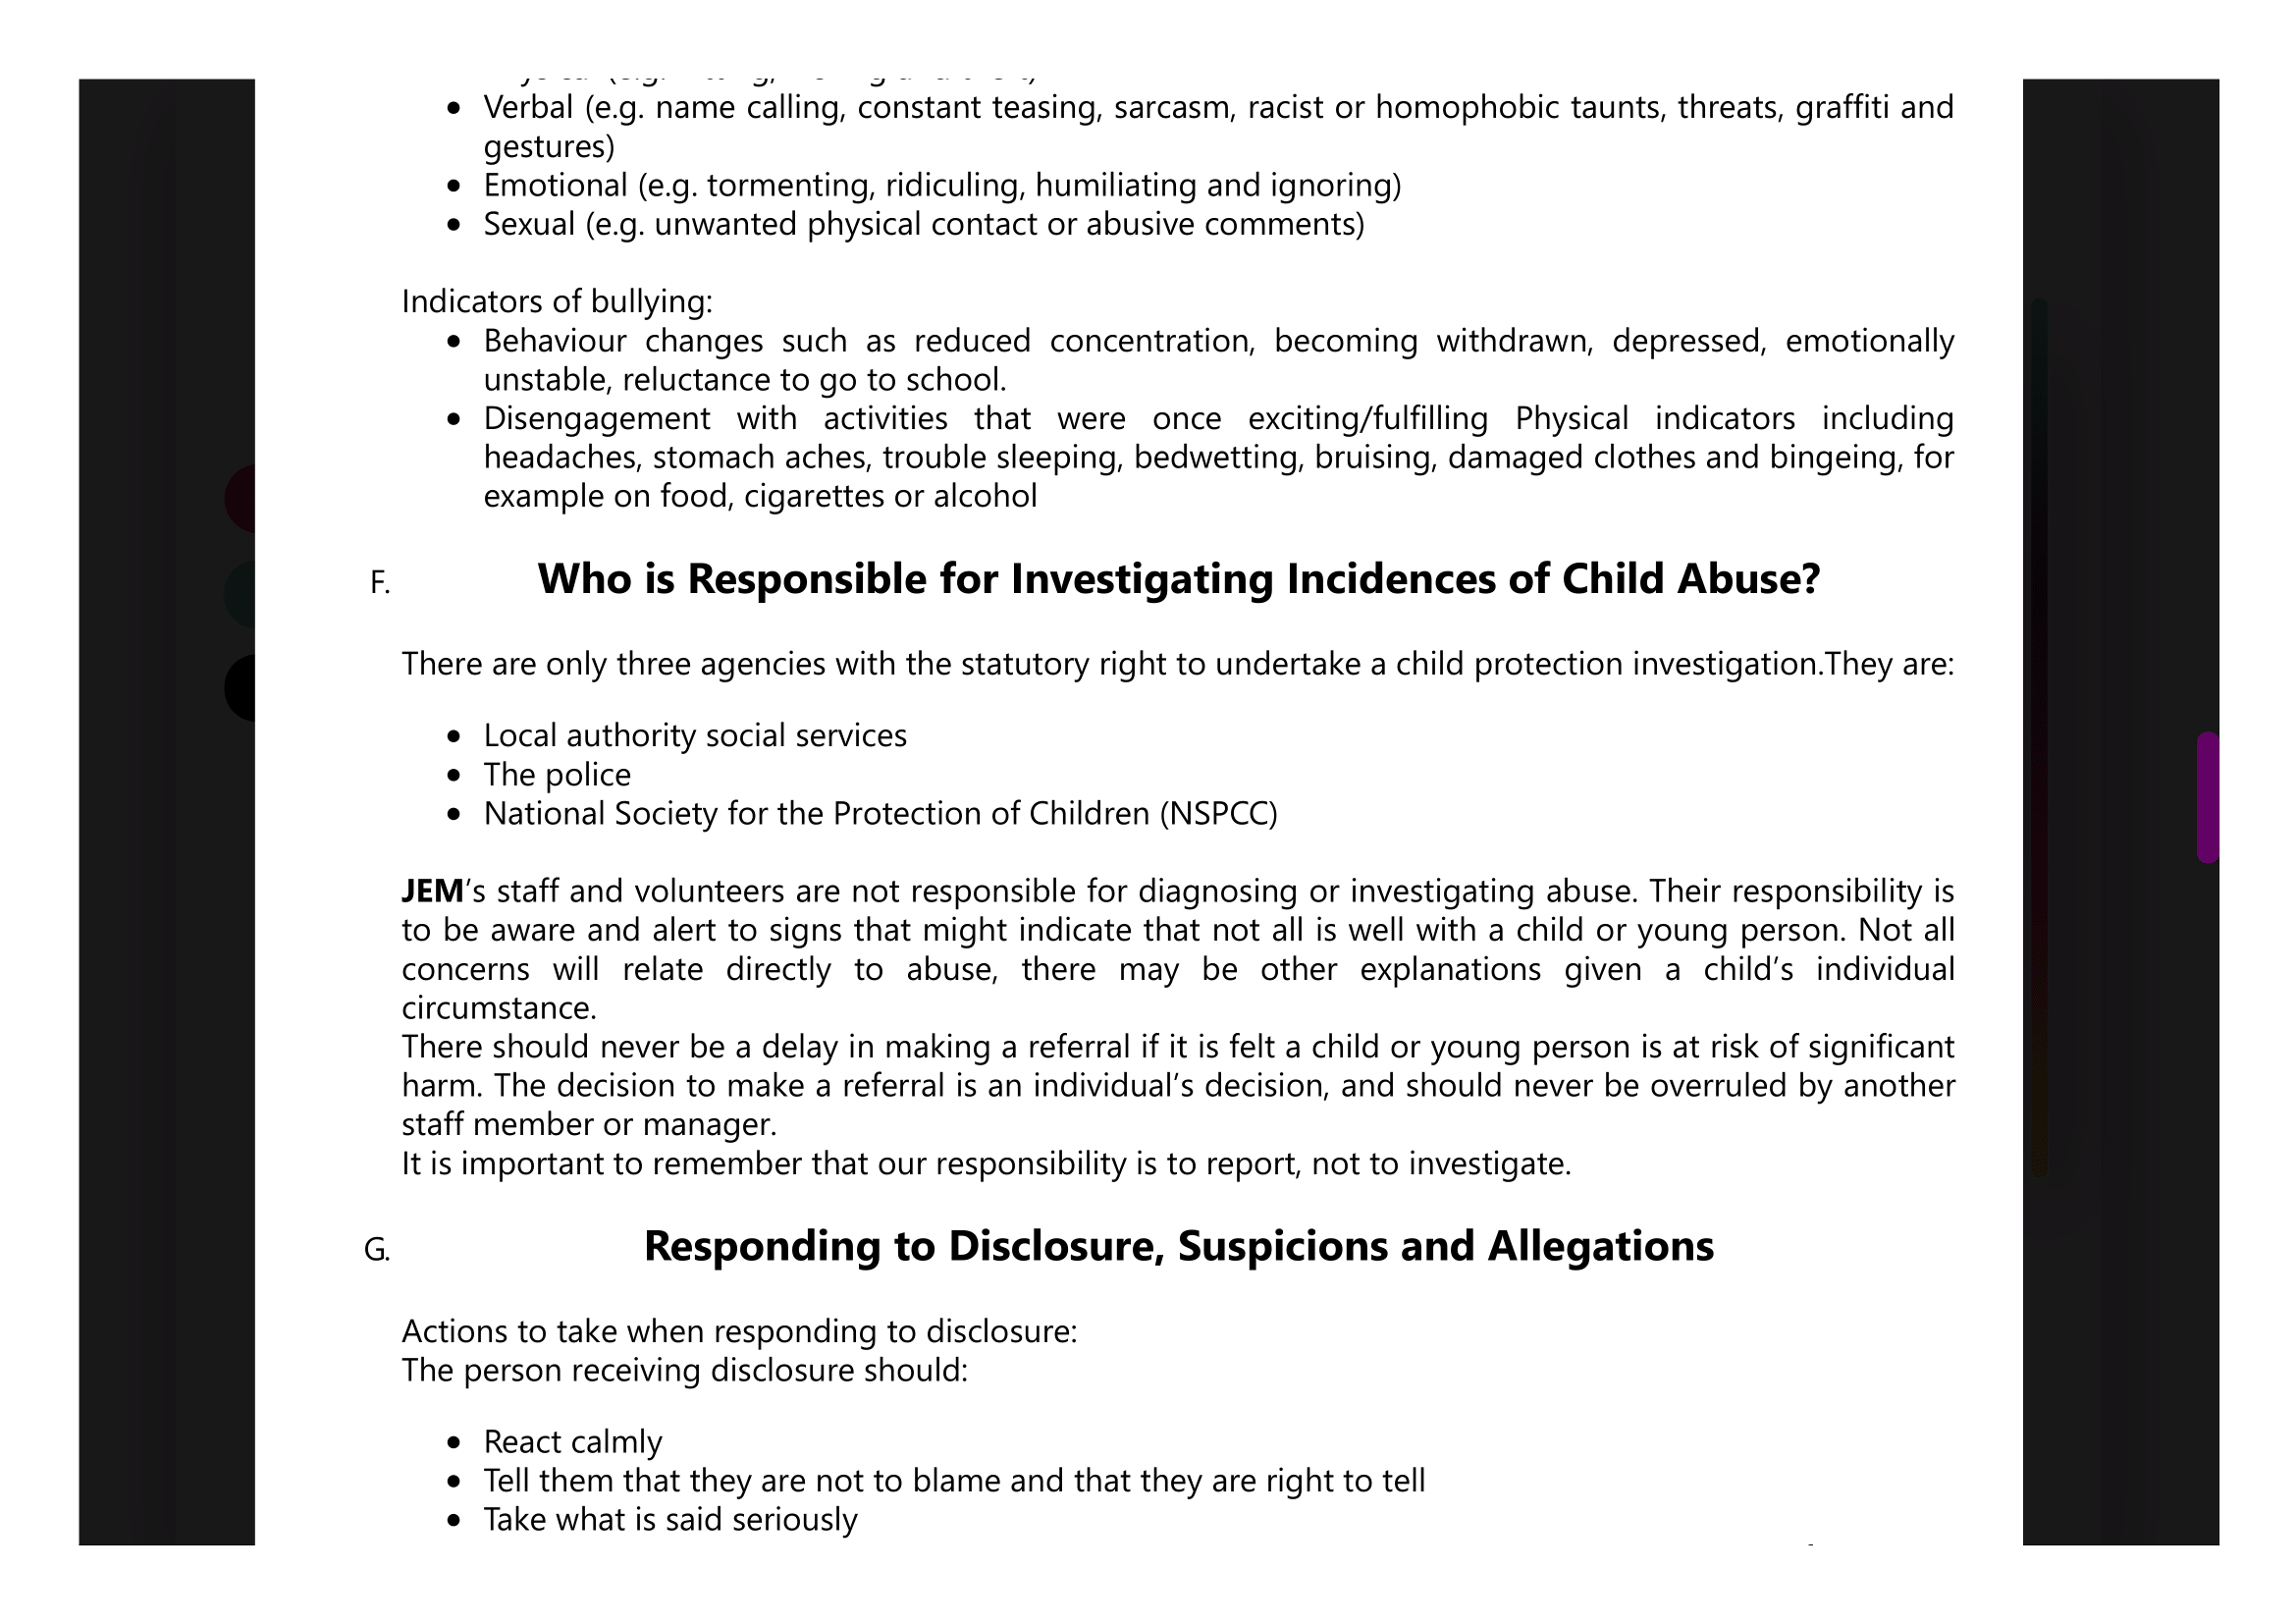 • Verbal (e.g. name calling, constant teasing, sarcasm, racist or homophobic taunts, threats, graffiti and
gestures)
• Emotional (e.g. tormenting, ridiculing, humiliating and ignoring)
• Sexual (e.g. unwanted physical contact or abusive comments)
Indicators of bullying:
• Behaviour changes such as reduced concentration, becoming withdrawn, depressed, emotionally
unstable, reluctance to go to school.
• Disengagement with activities that were once exciting/fulfilling Physical indicators including
headaches, stomach aches, trouble sleeping, bedwetting, bruising, damaged clothes and bingeing, for
example on food, cigarettes or alcohol
F. Who is Responsible for Investigating Incidences of Child Abuse?
There are only three agencies with the statutory right to undertake a child protection investigation.They are:
• Local authority social services
• The police
• National Society for the Protection of Children (NSPCC)
JEM’s staff and volunteers are not responsible for diagnosing or investigating abuse. Their responsibility is
to be aware and alert to signs that might indicate that not all is well with a child or young person. Not all
concerns will relate directly to abuse, there may be other explanations given a child’s individual
circumstance.
There should never be a delay in making a referral if it is felt a child or young person is at risk of significant
harm. The decision to make a referral is an individual’s decision, and should never be overruled by another
staff member or manager.
It is important to remember that our responsibility is to report, not to investigate.
G. Responding to Disclosure, Suspicions and Allegations
Actions to take when responding to disclosure:
The person receiving disclosure should:
• React calmly
• Tell them that they are not to blame and that they are right to tell
• Take what is said seriously